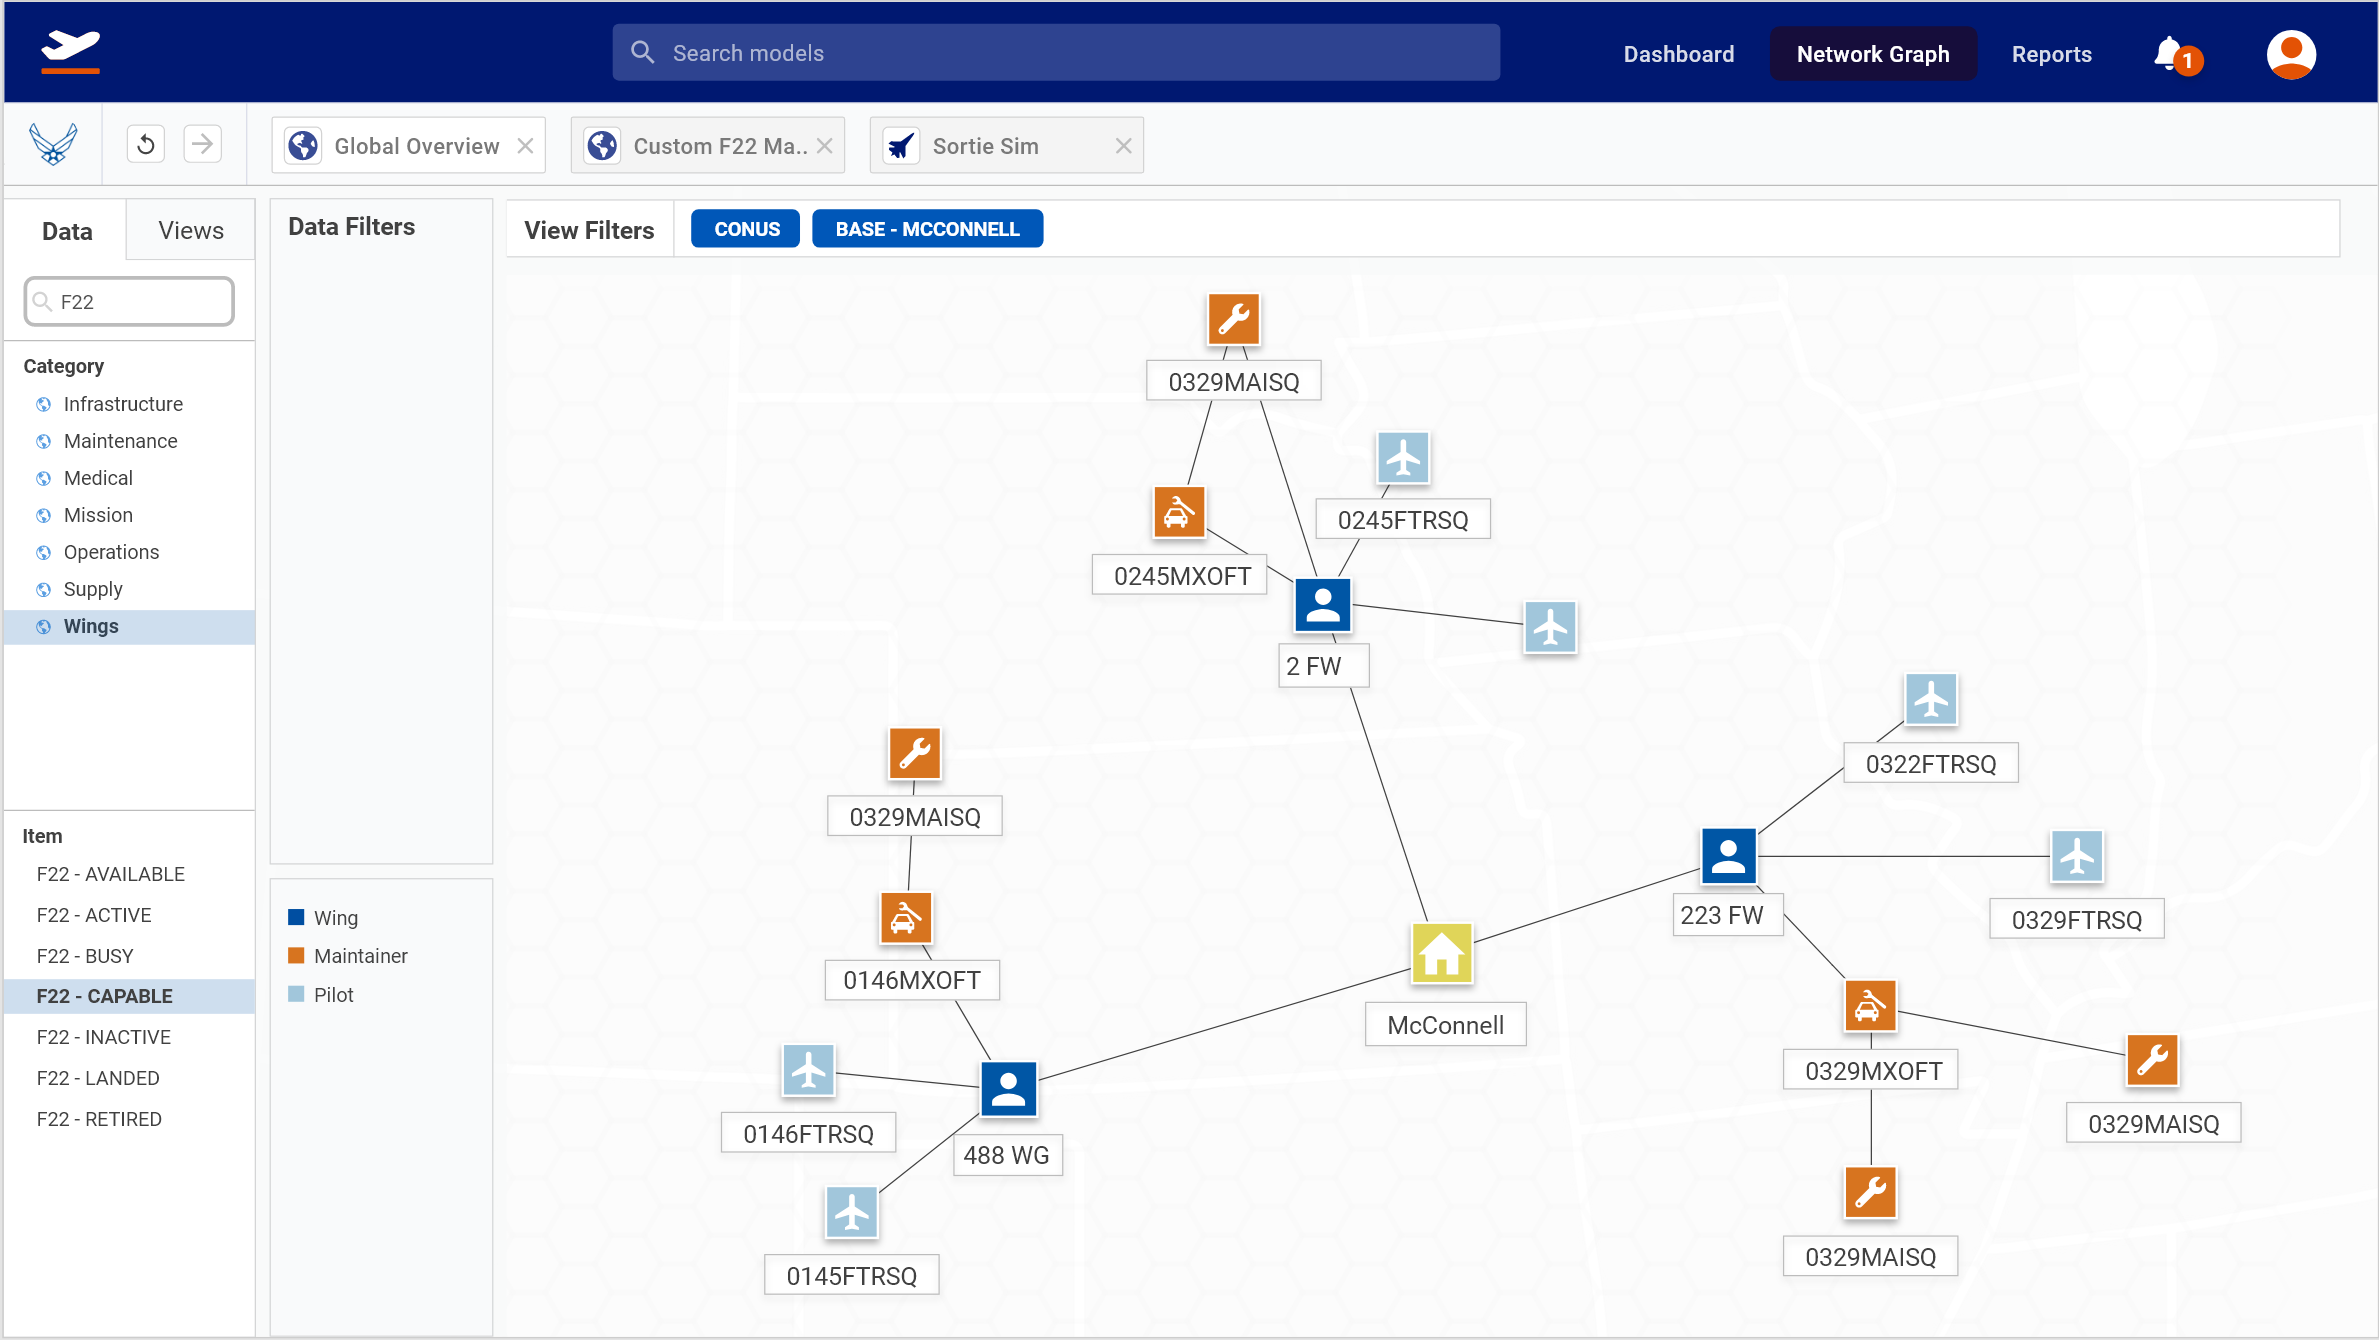 Search models
Dashboard
Network Graph
Reports
1
Global Overview
Custom F22 Ma..
Sortie Sim
Data
Views
F22
Category
Infrastructure
Maintenance
Medical
Mission
Operations
Supply
Wings
Item
F22 - AVAILABLE
F22 - ACTIVE
F22 - BUSY
F22 - CAPABLE
F22 - INACTIVE
F22 - LANDED
F22 - RETIRED
Data Filters
Wing
Maintainer
Pilot
View Filters
CONUS
BASE - MCCONNELL
0329MAISQ
0245FTRSQ
0245MXOFT
2 FW
0322FTRSQ
0329MAISQ
223 FW
0329FTRSQ
0146MXOFT
McConnell
0329MXOFT
0329MAISQ
0146FTRSQ
488 WG
0329MAISQ
0145FTRSQ